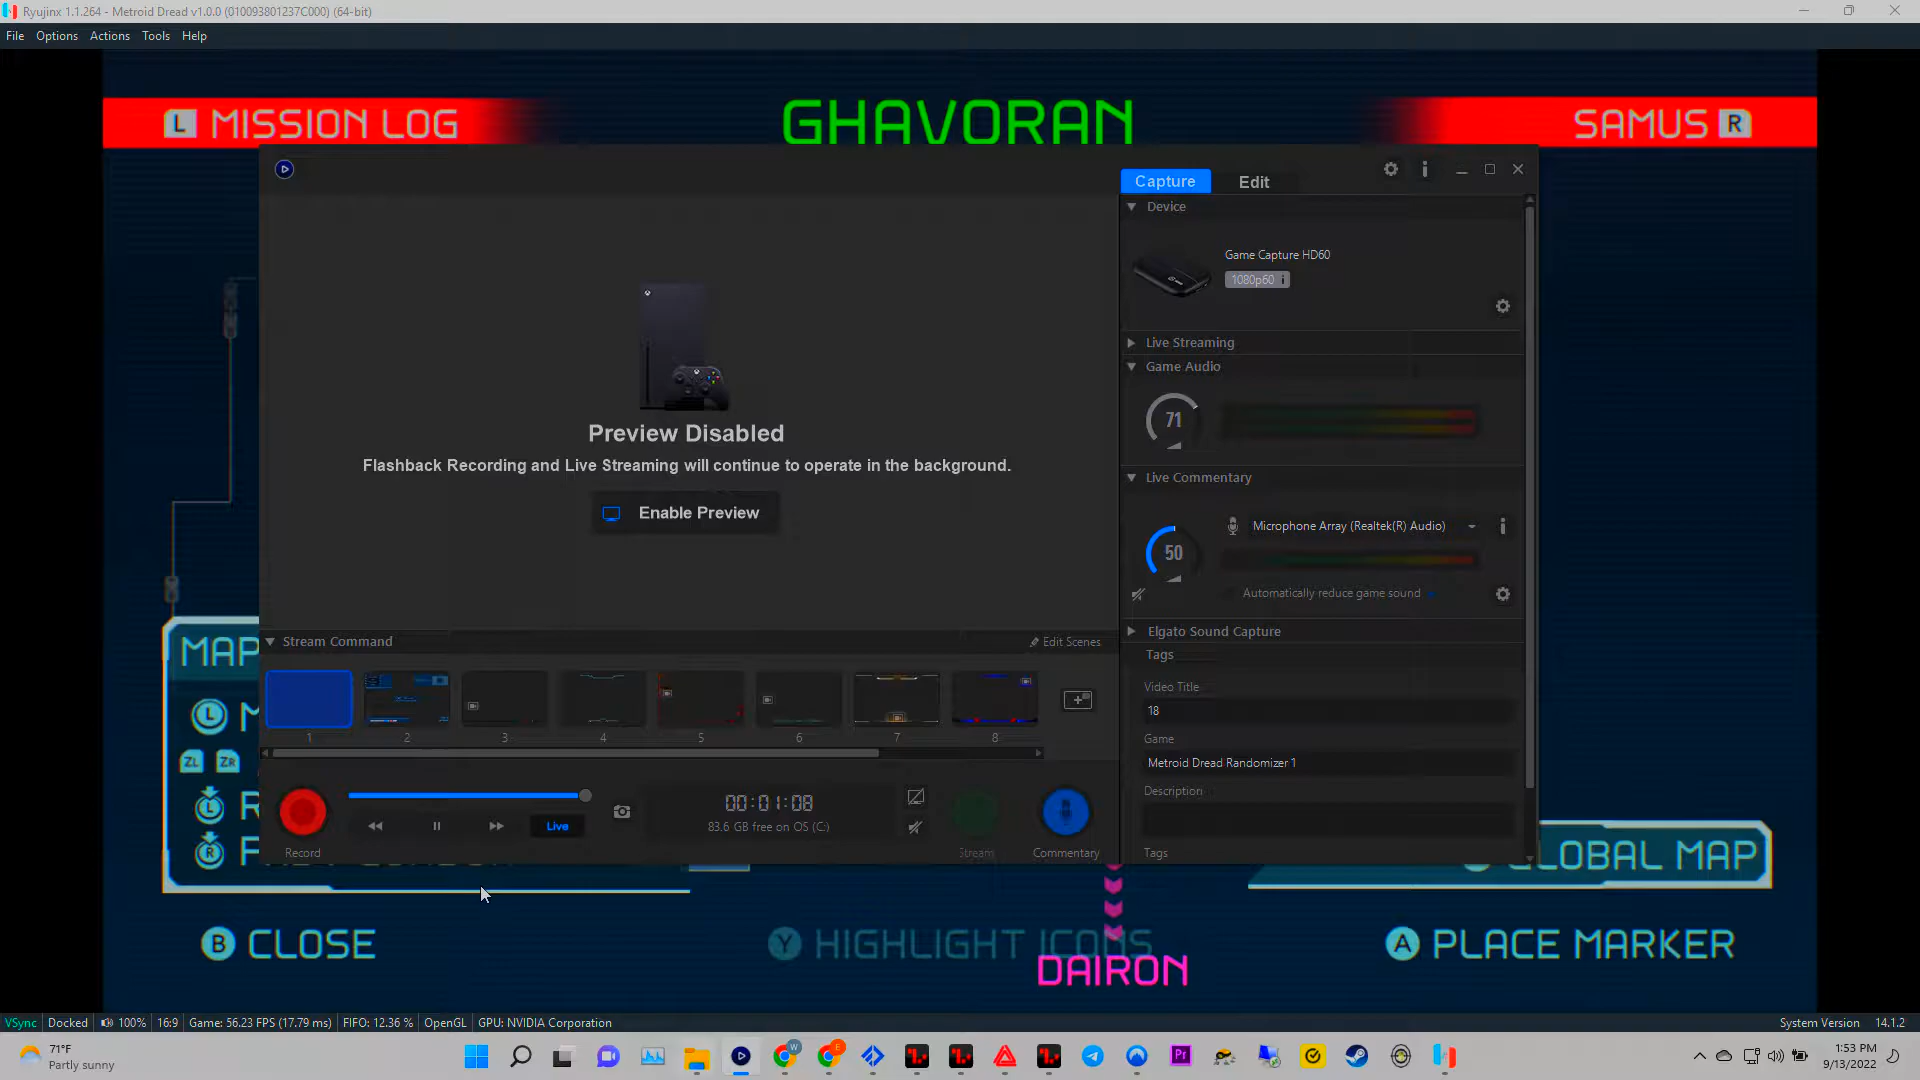 Ryujinx 1.1.264 - Metroid Dread v1.0.0 (010093801237C000) (64-bit)
File Options Actions Tools Help
L MISSION LOG
GHAVORAN
SAMUS R
Capture
Edit
Device
Game Capture HD60
1080p60 i
Live Streaming
Game Audio
71
Preview Disabled
Flashback Recording and Live Streaming will continue to operate in the background.
Enable Preview
Live Commentary
Microphone Array (Realtek(R) Audio)
50
Automatically reduce game sound
Elgato Sound Capture
Stream Command
Edit Scenes
1 2 3 4 5 6 7 8
Tags
Video Title
18
Game
Metroid Dread Randomizer 1
Description
Tags
MAP
L
ZL ZR
L R
R F
Live
00:01:08
83.6 GB free on OS (C:)
Record
Stream
Commentary
GLOBAL MAP
B CLOSE
Y HIGHLIGHT ICONS
A PLACE MARKER
DAIRON
VSync Docked 100% 16:9 Game: 56.23 FPS (17.79 ms) FIFO: 12.36 % OpenGL GPU: NVIDIA Corporation
System Version 14.1.2
71°F
Partly sunny
W
E
Pr
1:53 PM
9/13/2022